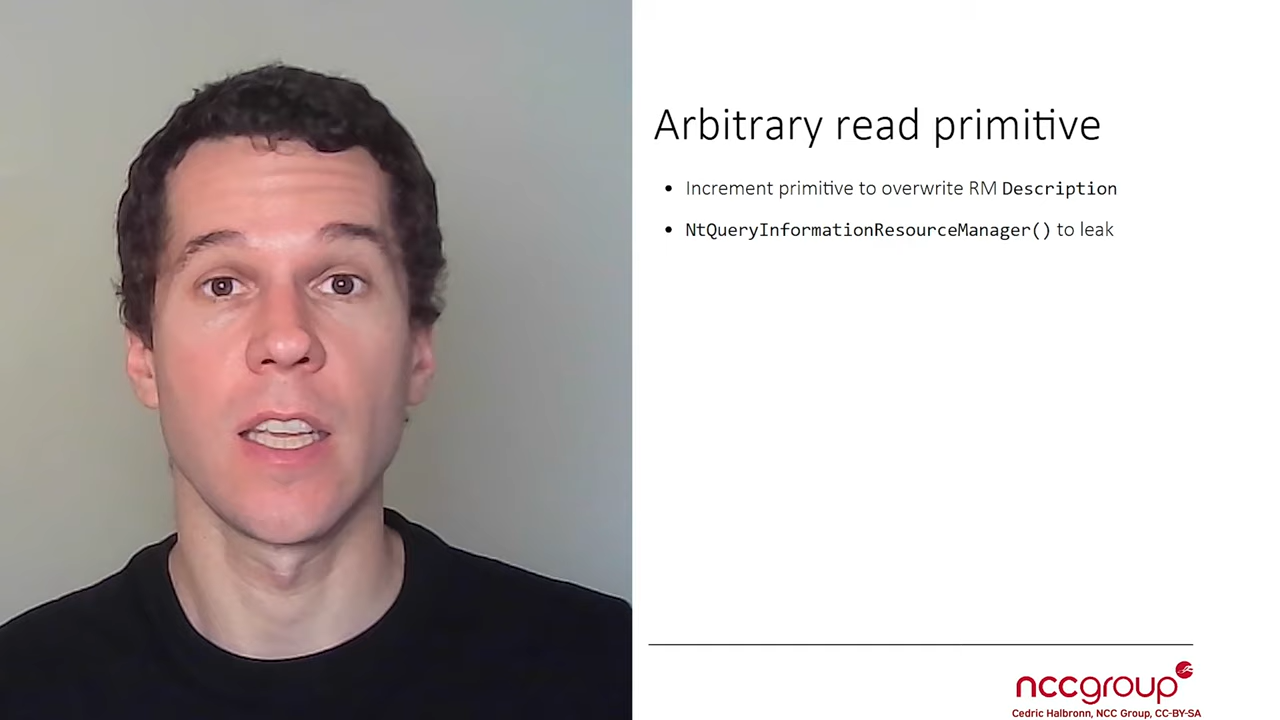 Arbitrary read primitive
• Increment primitive to overwrite RM Description
• NtQueryInformationResourceManager() to leak
nccgroup
Cedric Halbronn, NCC Group, CC-BY-SA